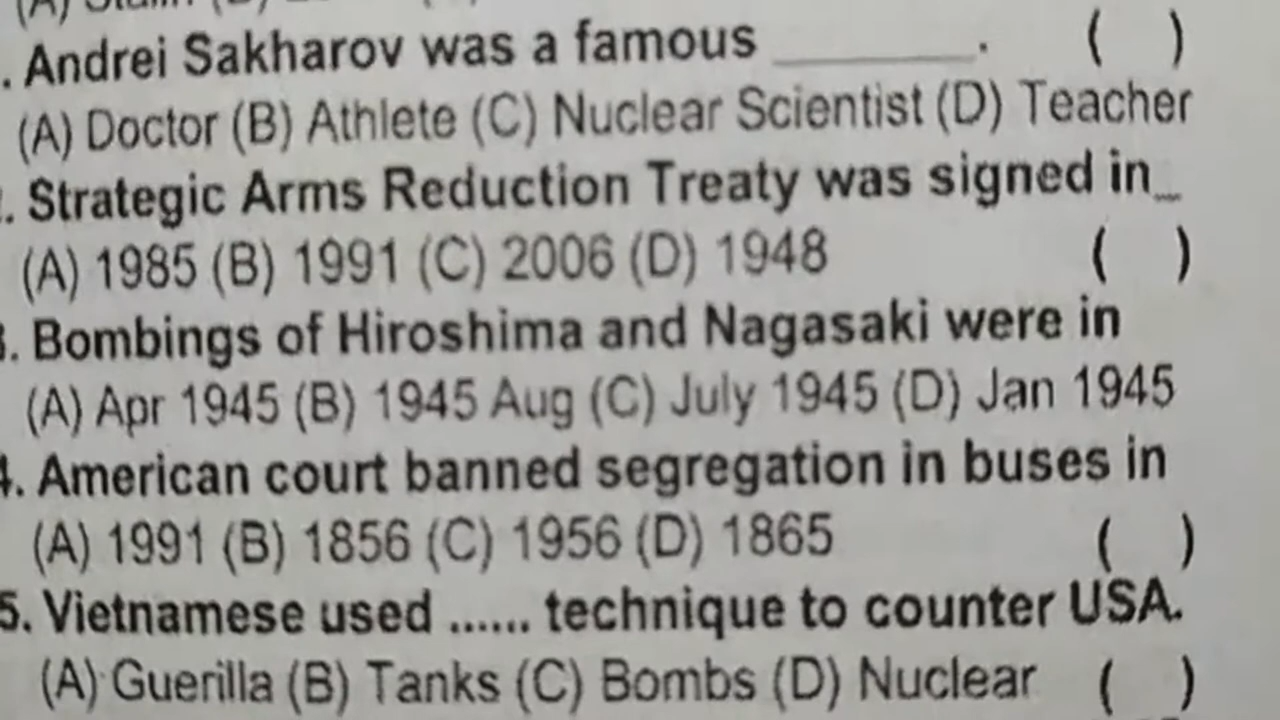 . Andrei Sakharov was a famous ________. ( )
(A) Doctor (B) Athlete (C) Nuclear Scientist (D) Teacher
. Strategic Arms Reduction Treaty was signed in_
(A) 1985 (B) 1991 (C) 2006 (D) 1948 ( )
3. Bombings of Hiroshima and Nagasaki were in
(A) Apr 1945 (B) 1945 Aug (C) July 1945 (D) Jan 1945
4. American court banned segregation in buses in
(A) 1991 (B) 1856 (C) 1956 (D) 1865 ( )
5. Vietnamese used ...... technique to counter USA.
(A) Guerilla (B) Tanks (C) Bombs (D) Nuclear ( )